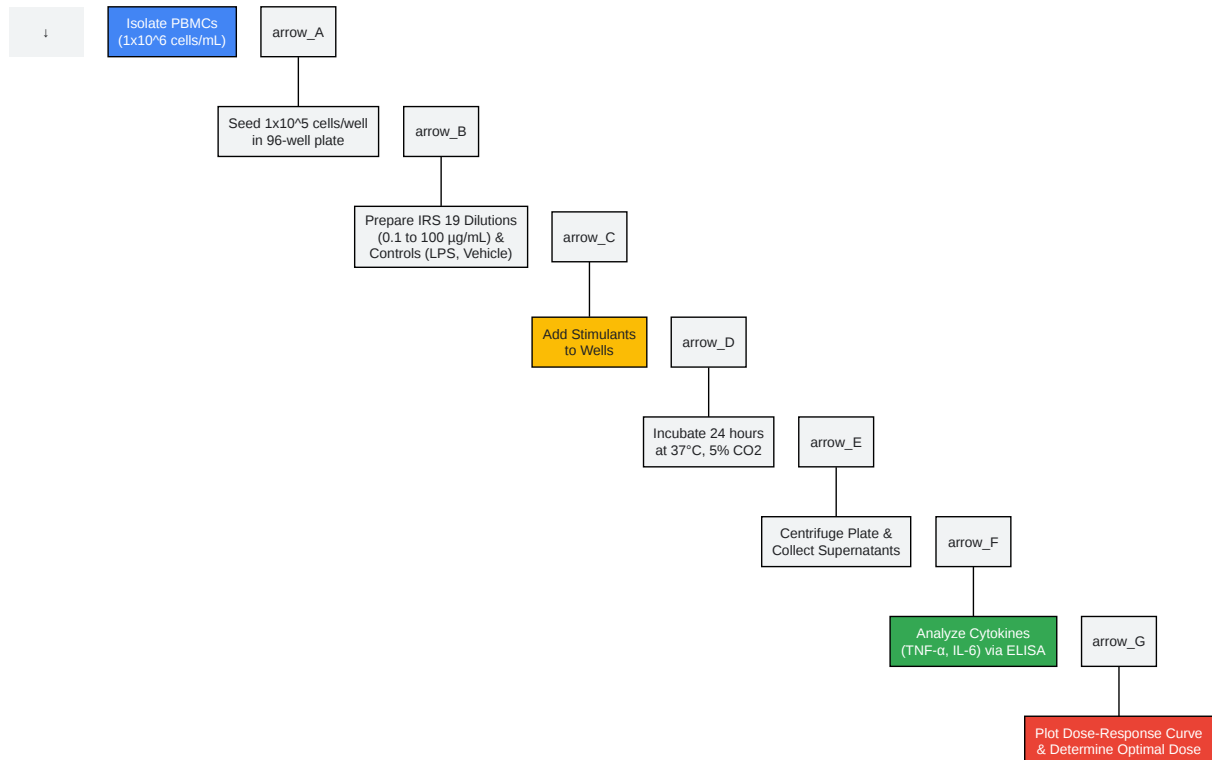 ↓
Isolate PBMCs
(1x10^6 cells/mL)
arrow_A
Seed 1x10^5 cells/well
in 96-well plate
arrow_B
Prepare IRS 19 Dilutions
(0.1 to 100 µg/mL) &
Controls (LPS, Vehicle)
arrow_C
Add Stimulants
to Wells
arrow_D
Incubate 24 hours
at 37°C, 5% CO2
arrow_E
Centrifuge Plate &
Collect Supernatants
arrow_F
Analyze Cytokines
(TNF-α, IL-6) via ELISA
arrow_G
Plot Dose-Response Curve
& Determine Optimal Dose